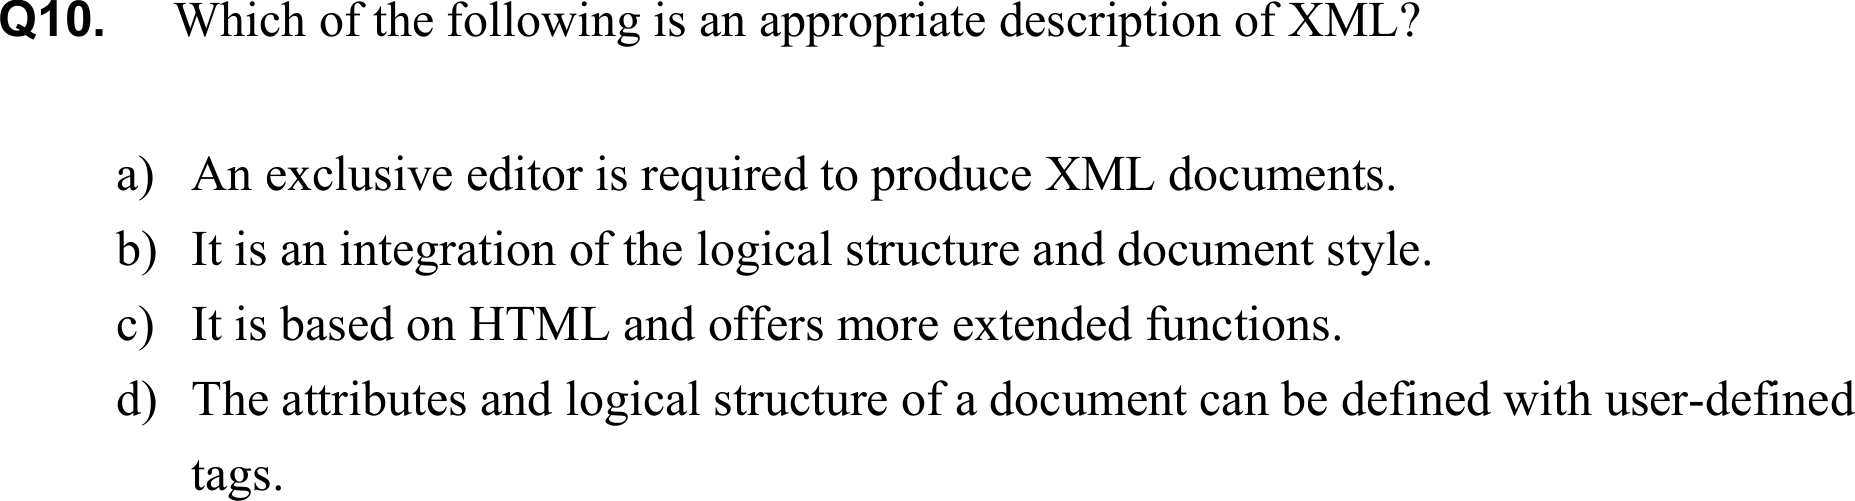 Q10. Which of the following is an appropriate description of XML?
a) An exclusive editor is required to produce XML documents.
b) It is an integration of the logical structure and document style.
c) It is based on HTML and offers more extended functions.
d) The attributes and logical structure of a document can be defined with user-defined
tags.